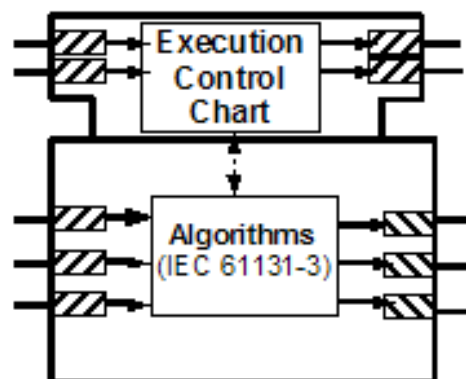 Execution
Control
Chart
Algorithms
(IEC 61131-3)